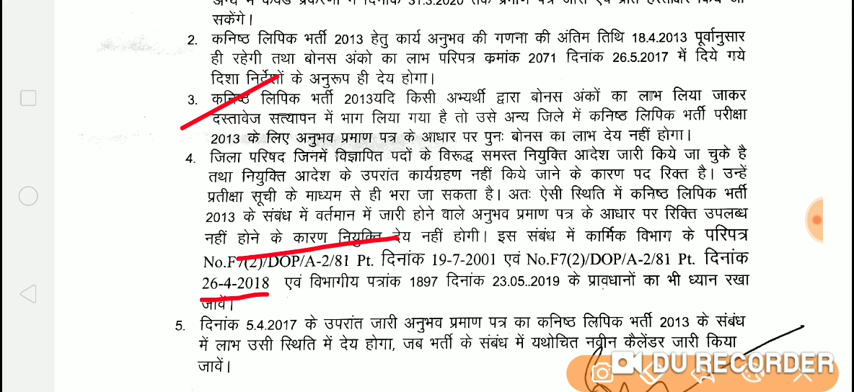 सकेंगे।
2. कनिष्ठ लिपिक भर्ती 2013 हेतु कार्य अनुभव की गणना की अंतिम तिथि 18.4.2013 पूर्वानुसार
ही रहेगी तथा बोनस अंको का लाभ परिपत्र क्रमांक 2071 दिनांक 26.5.2017 में दिये गये
दिशा निर्देशों के अनुरूप ही देय होगा।
3. कनिष्ठ लिपिक भर्ती 2013यदि किसी अभ्यर्थी द्वारा बोनस अंकों का लाभ लिया जाकर
दस्तावेज सत्यापन में भाग लिया गया है तो उसे अन्य जिले में कनिष्ठ लिपिक भर्ती परीक्षा
2013 के लिए अनुभव प्रमाण पत्र के आधार पर पुनः बोनस का लाभ देय नहीं होगा।
4. जिला परिषद जिनमें विज्ञापित पदों के विरूद्ध समस्त नियुक्ति आदेश जारी किये जा चुके है
तथा नियुक्ति आदेश के उपरांत कार्यग्रहण नहीं किये जाने के कारण पद रिक्त है। उन्हें
प्रतीक्षा सूची के माध्यम से ही भरा जा सकता है। अतः ऐसी स्थिति में कनिष्ठ लिपिक भर्ती
2013 के संबंध में वर्तमान में जारी होने वाले अनुभव प्रमाण पत्र के आधार पर रिक्ति उपलब्ध
नहीं होने के कारण नियुक्ति देय नहीं होगी। इस संबंध में कार्मिक विभाग के परिपत्र
No.F7(2)/DOP/A-2/81 Pt. दिनांक 19-7-2001 एवं No.F7(2)/DOP/A-2/81 Pt. दिनांक
26-4-2018 एवं विभागीय पत्रांक 1897 दिनांक 23.05..2019 के प्रावधानों का भी ध्यान रखा
जावें।
5. दिनांक 5.4.2017 के उपरांत जारी अनुभव प्रमाण पत्र का कनिष्ठ लिपिक भर्ती 2013 के संबंध
में लाभ उसी स्थिति में देय होगा, जब भर्ती के संबंध में यथोचित नवीन कैलेंडर जारी किया
जावें।
DU RECORDER